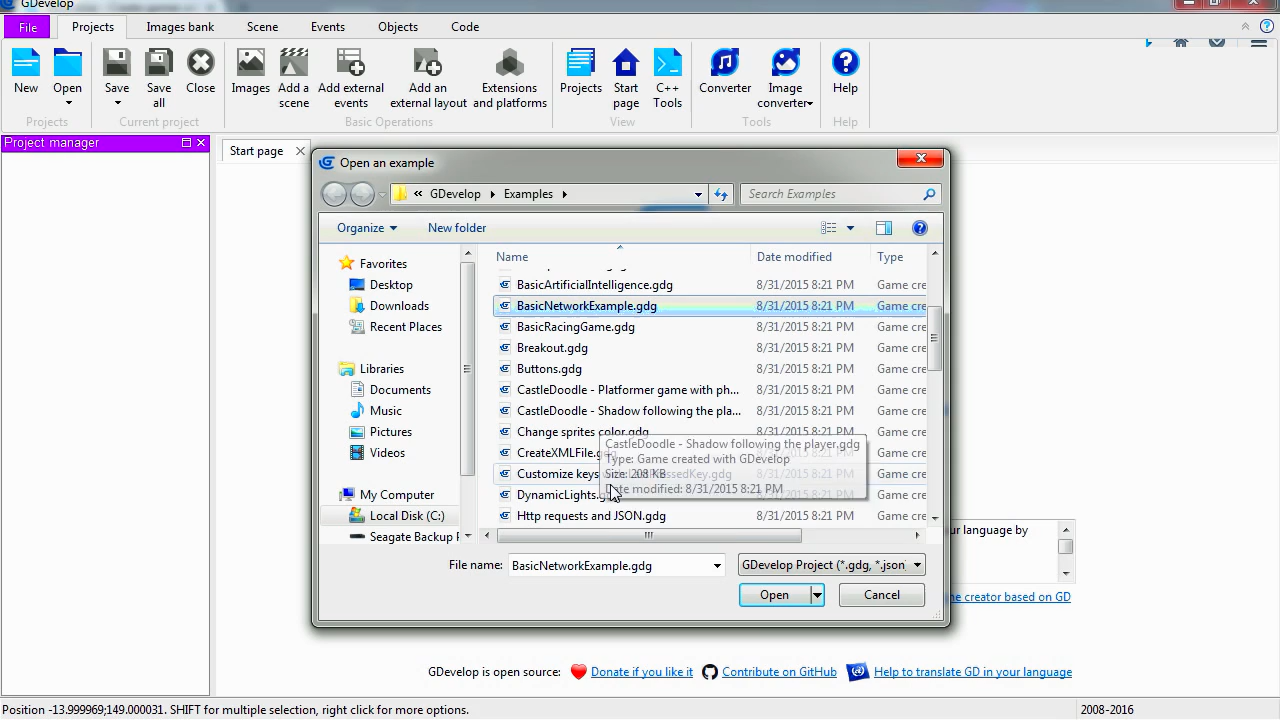 GDevelop
File
Projects
Images bank
Scene
Events
Objects
Code
New
Open
Save
Save all
Close
Images
Add a scene
Add external events
Add an external layout
Extensions and platforms
Projects
Start page
C++ Tools
Converter
Image converter
Help
Projects
Current project
Basic Operations
View
Tools
Help
Project manager
Start page
Open an example
« GDevelop
Examples
Search Examples
Organize
New folder
Name
Date modified
Type
Favorites
Desktop
Downloads
Recent Places
Libraries
Documents
Music
Pictures
Videos
My Computer
Local Disk (C:)
Seagate Backup
BasicArtificialIntelligence.gdg 8/31/2015 8:21 PM Game cre
BasicNetworkExample.gdg 8/31/2015 8:21 PM Game cre
BasicRacingGame.gdg 8/31/2015 8:21 PM Game cre
Breakout.gdg 8/31/2015 8:21 PM Game cre
Buttons.gdg 8/31/2015 8:21 PM Game cre
CastleDoodle - Platformer game with ph... 8/31/2015 8:21 PM Game cre
CastleDoodle - Shadow following the pla... 8/31/2015 8:21 PM Game cre
Change sprites color.gdg 8/31/2015 8:21 PM Game cre
CreateXMLFile.g
Customize keys
DynamicLights.
Http requests and JSON.gdg 8/31/2015 8:21 PM Game cre
CastleDoodle - Shadow following the player.gdg
Type: Game created with GDevelop
Size: 208 KB
Date modified: 8/31/2015 8:21 PM
File name:
BasicNetworkExample.gdg
GDevelop Project (*.gdg, *.json
Open
Cancel
ur language by
e creator based on GD
GDevelop is open source:
Donate if you like it
Contribute on GitHub
Help to translate GD in your language
Position -13.999969;149.000031. SHIFT for multiple selection, right click for more options.
2008-2016